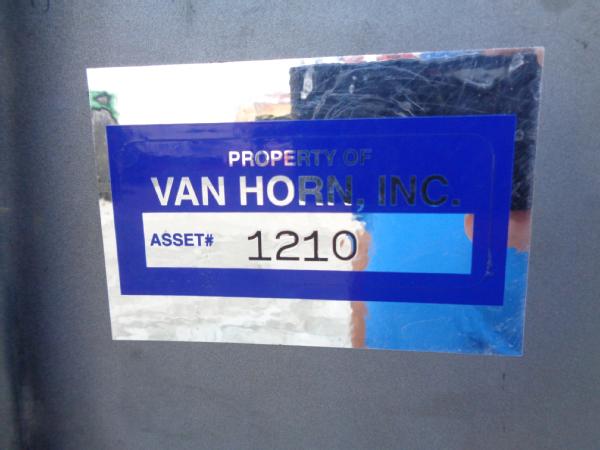 PROPERTY OF
VAN HORN, INC.
ASSET# 1210